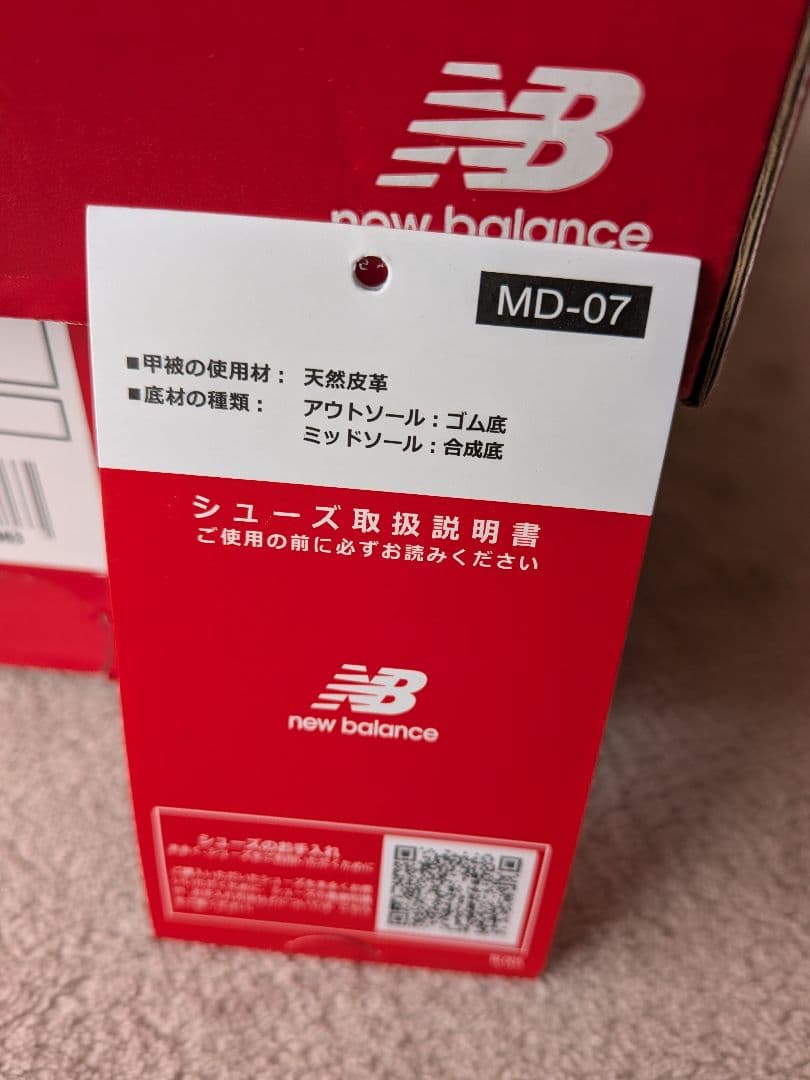 NB
new balance
MD-07
■甲被の使用材： 天然皮革
■底材の種類： アウトソール：ゴム底
ミッドソール：合成底
シューズ取扱説明書
ご使用の前に必ずお読みください
NB
new balance
シューズのお手入れ